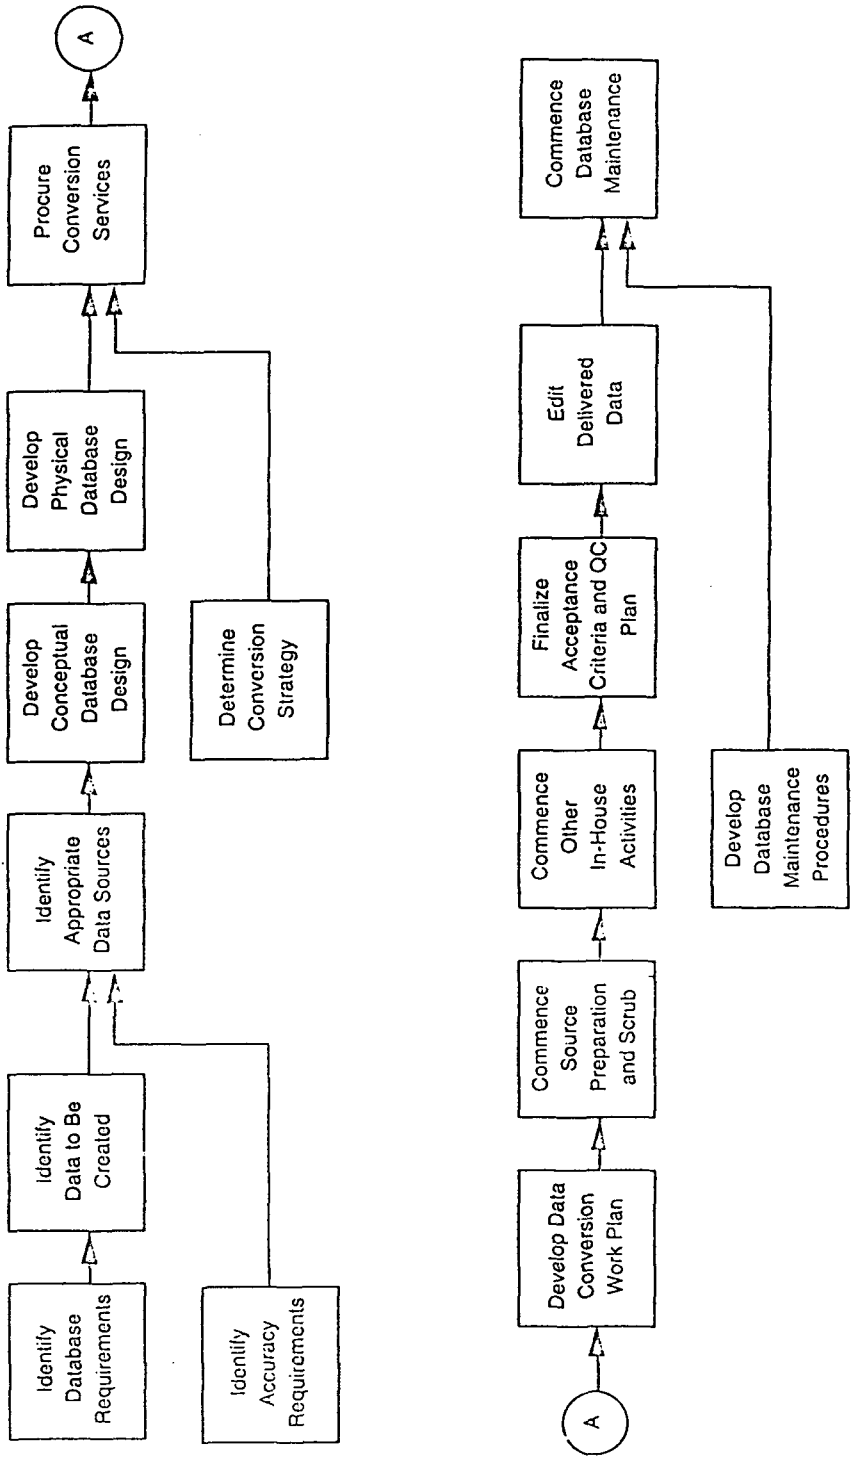 Identify
Database
Requirements
Identify
Data to Be
Created
Identify
Appropriate
Data Sources
Develop
Conceptual
Database
Design
Develop
Physical
Database
Design
Procure
Conversion
Services
A
Identify
Accuracy
Requirements
Determine
Conversion
Strategy
A
Develop Data
Conversion
Work Plan
Commence
Source
Preparation
and Scrub
Commence
Other
In-House
Activities
Finalize
Acceptance
Criteria and QC
Plan
Edit
Delivered
Data
Commence
Database
Maintenance
Develop
Database
Maintenance
Procedures